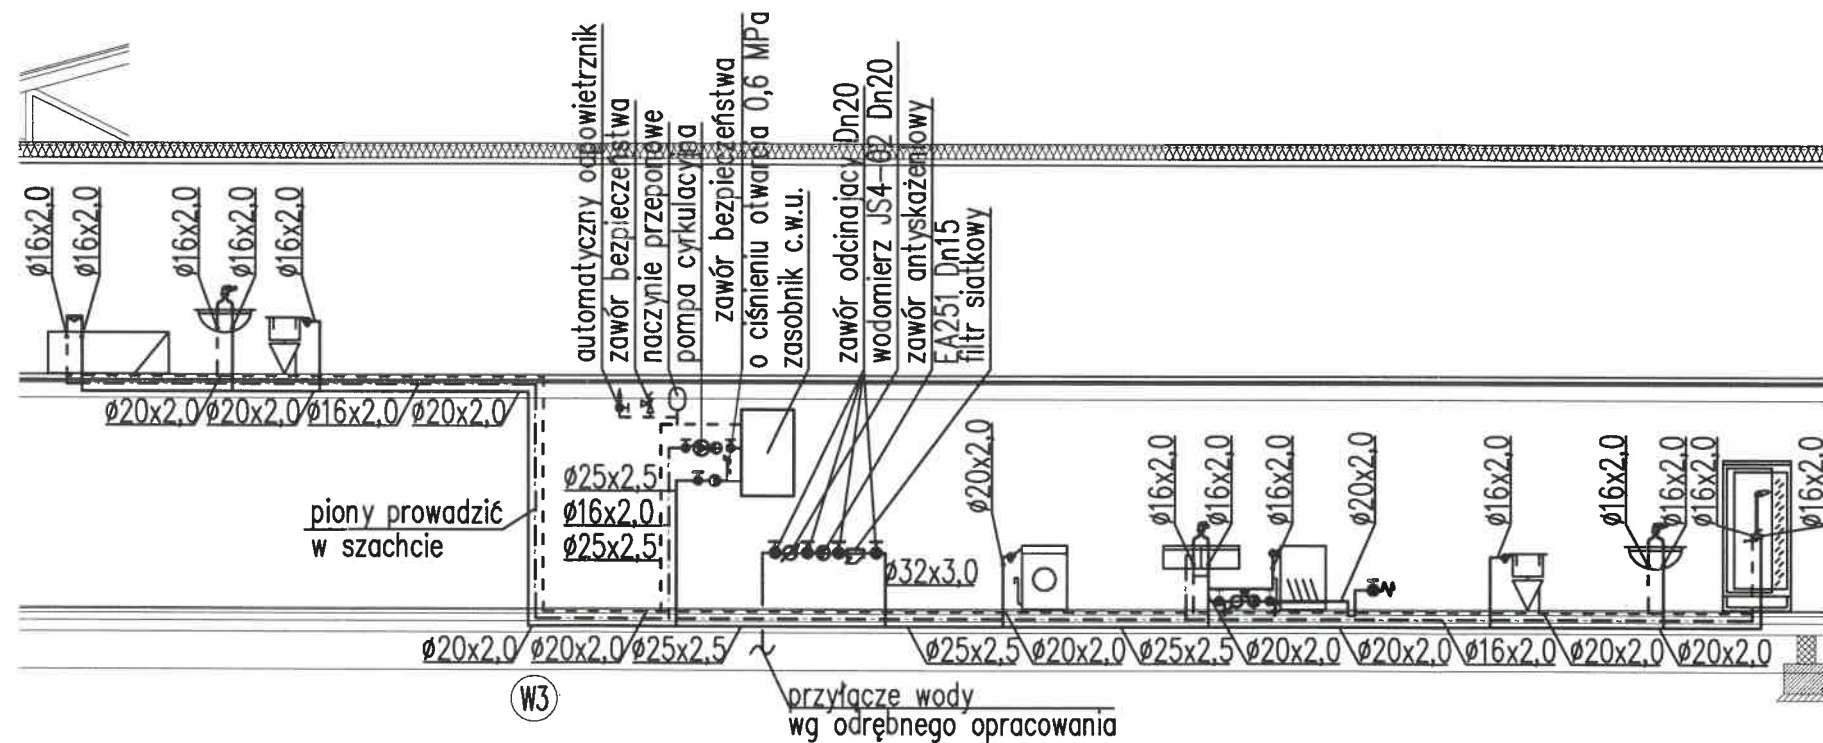 automatyczny odpowietrznik
zawór bezpieczeństwa
naczynie przeponowe
pompa cyrkulacyjna
zawór bezpieczeństwa
o ciśnieniu otwarcia 0,6 MPa
zasobnik c.w.u.
zawór odcinający Dn20
wodomierz JS4-02 Dn20
zawór antyskażeniowy
EA251 Dn15
filtr siatkowy
ø16x2,0
ø16x2,0
ø16x2,0
ø16x2,0
ø16x2,0
ø20x2,0
ø20x2,0
ø16x2,0
ø20x2,0
ø25x2,5
ø16x2,0
ø25x2,5
piony prowadzić
w szachcie
ø32x3,0
ø20x2,0
ø16x2,0
ø16x2,0
ø16x2,0
ø20x2,0
ø16x2,0
ø16x2,0
ø16x2,0
ø16x2,0
ø16x2,0
ø20x2,0
ø20x2,0
ø25x2,5
ø25x2,5
ø20x2,0
ø25x2,5
ø20x2,0
ø20x2,0
ø16x2,0
ø20x2,0
ø20x2,0
W3
przyłącze wody
wg odrębnego opracowania